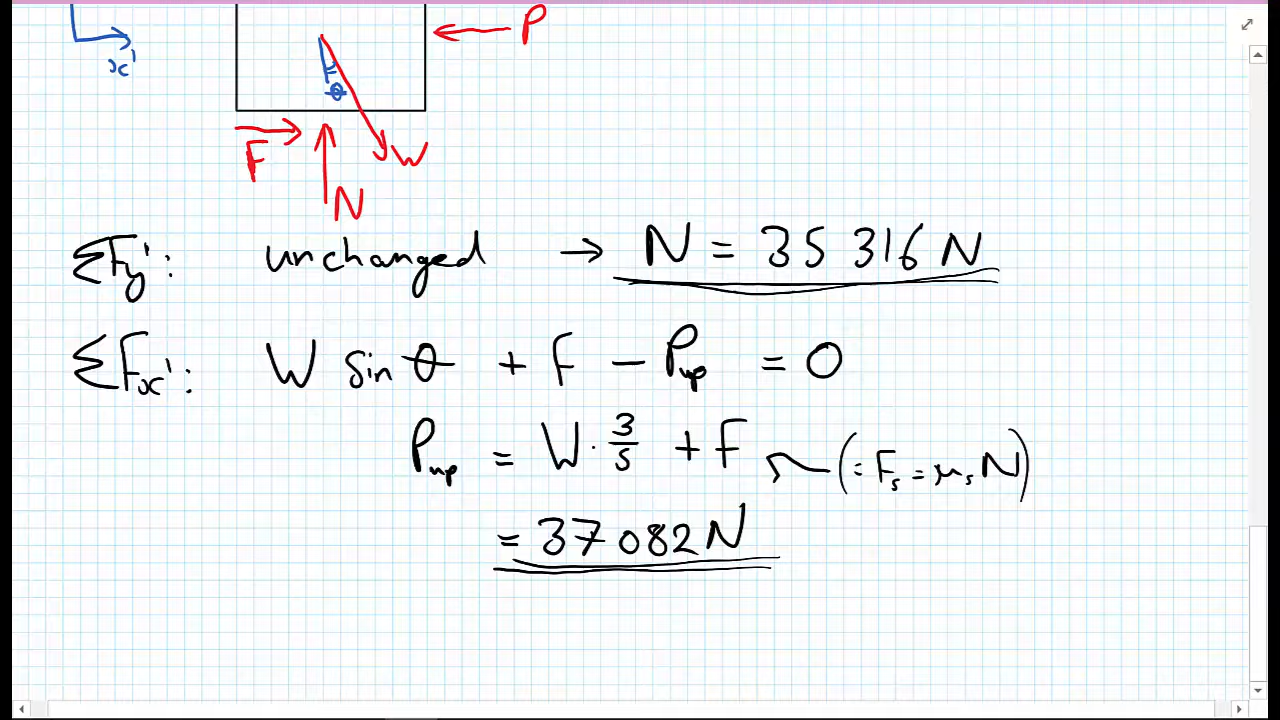 P
x'
θ
F
W
N
ΣFy': unchanged → N = 35 316 N
ΣFx': W sin θ + F − Pup = 0
Pup = W · 3/5 + F (= Fs = μs N)
= 37 082 N